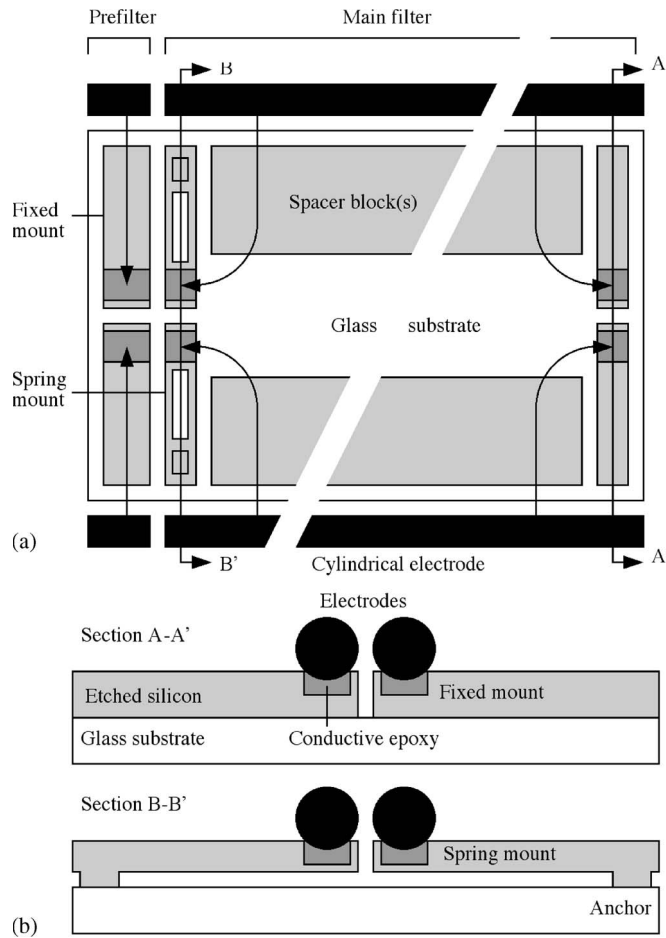 Prefilter
Main filter
B
A
Fixed
mount
Spacer block(s)
Glass substrate
Spring
mount
(a)
B'
Cylindrical electrode
A
Electrodes
Section A-A'
Etched silicon
Fixed mount
Glass substrate
Conductive epoxy
Section B-B'
Spring mount
Anchor
(b)